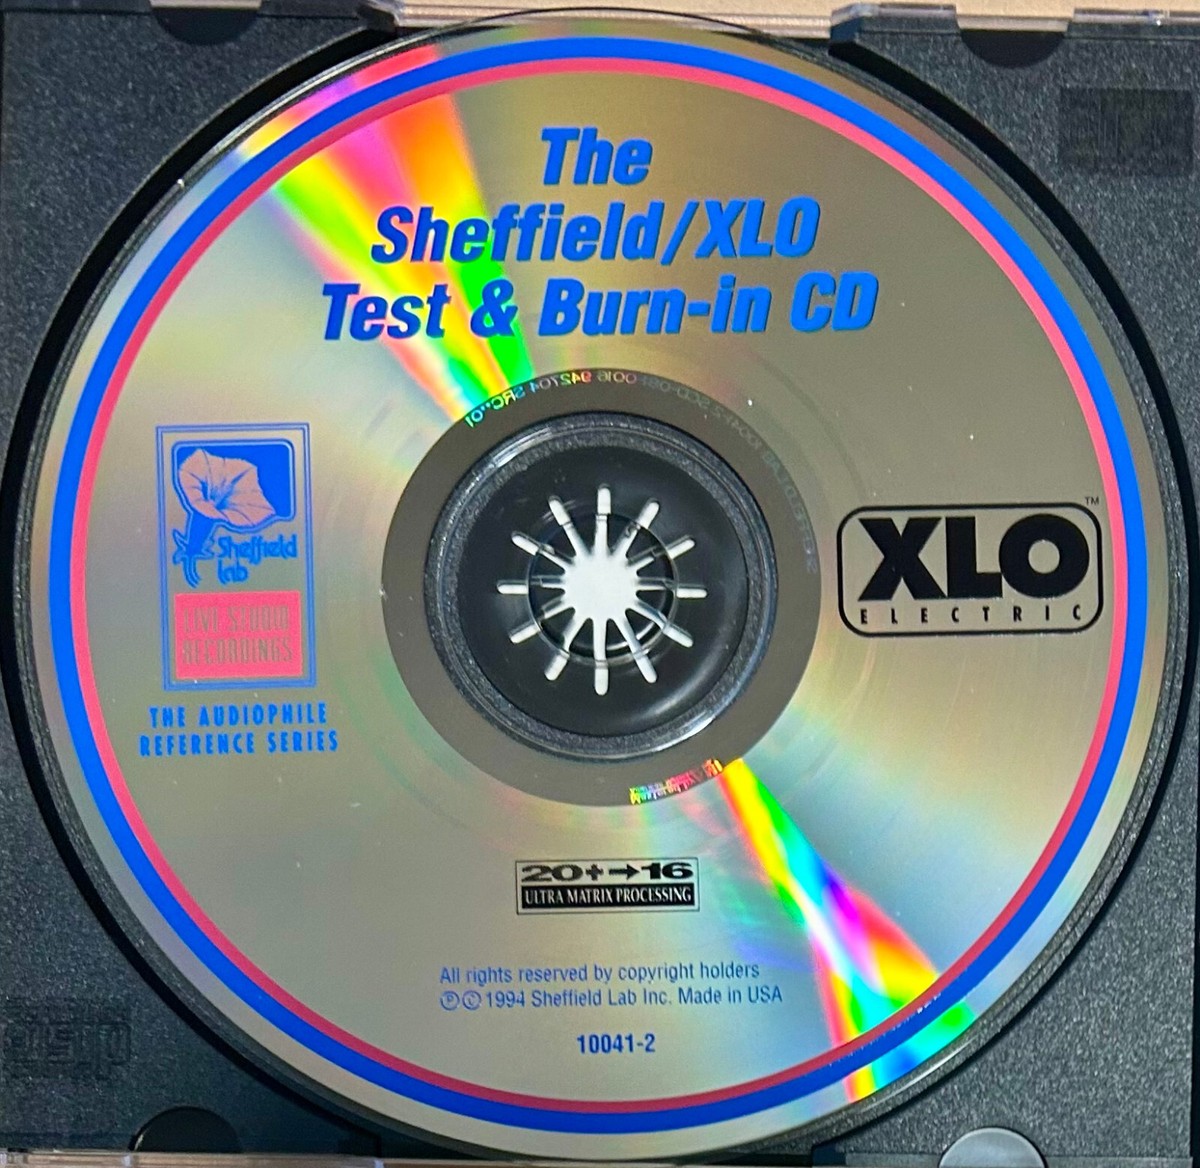 The
Sheffield/XLO
Test & Burn-in CD
Sheffield
lab
LIVE STUDIO
RECORDINGS
THE AUDIOPHILE
REFERENCE SERIES
XLO™
ELECTRIC
20+→16
ULTRA MATRIX PROCESSING
All rights reserved by copyright holders
℗©1994 Sheffield Lab Inc. Made in USA
10041-2